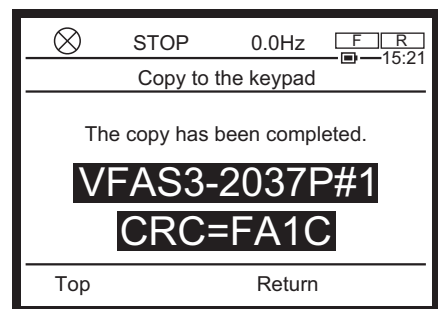 STOP 0.0Hz F R
15:21
Copy to the keypad
The copy has been completed.
VFAS3-2037P#1
CRC=FA1C
Top Return